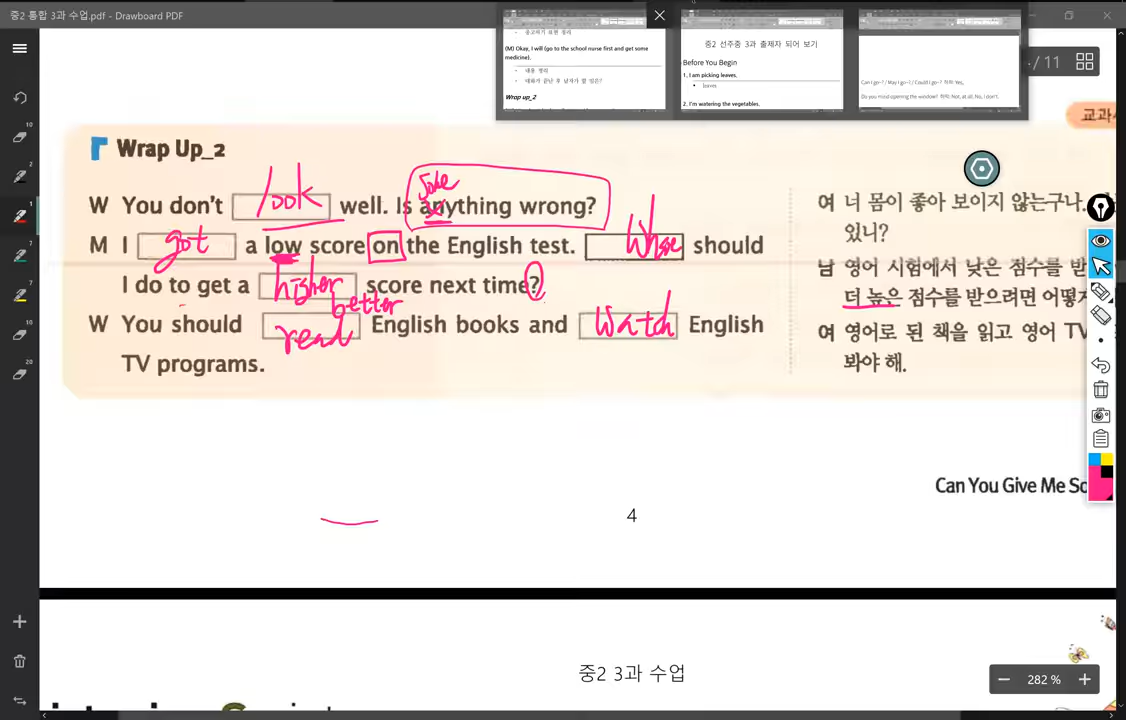 중2 통합 3과 수업.pdf - Drawboard PDF
(M) Okay, I will (go to the school nurse first and get some medicine).
내용 정리
Wrap up_2
중2 선주중 3과 출제자 되어 보기
Before You Begin
1, I am picking leaves,
leaves
2. I'm watering the vegetables,
/ 11
교과
Wrap Up_2
W You don't look well. Is anything wrong?
some
M I got a low score on the English test. What should
I do to get a higher score next time?
better
W You should read English books and watch English
TV programs.
여 너 몸이 좋아 보이지 않는구나.
있니?
남 영어 시험에서 낮은 점수를 받
더 높은 점수를 받으려면 어떻
여 영어로 된 책을 읽고 영어 TV
봐야 해.
Can You Give Me So
4
중2 3과 수업
282 %